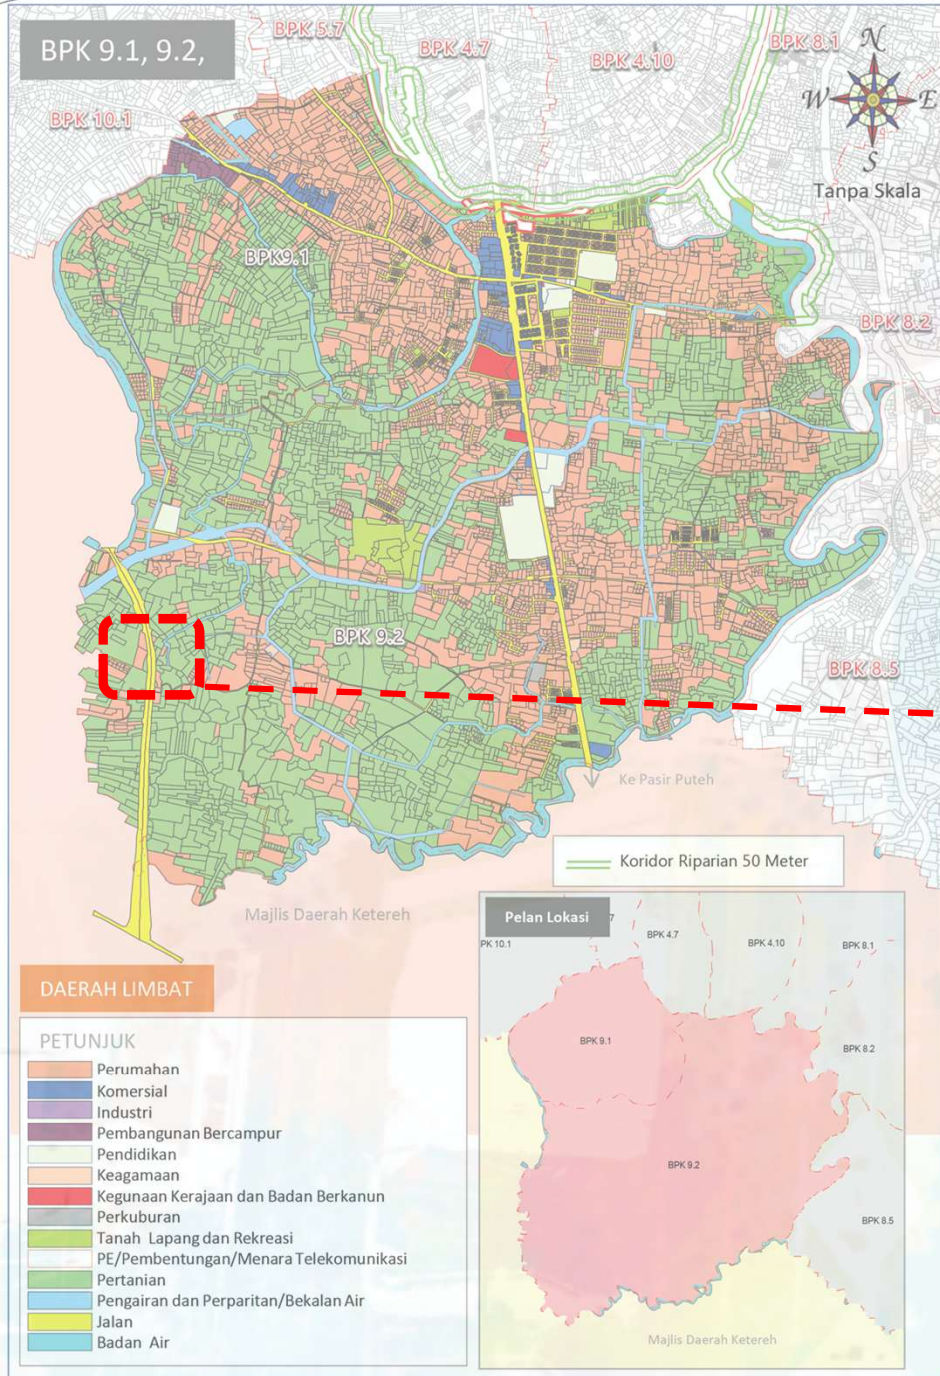 BPK 9.1, 9.2,
BPK 5.7
BPK 4.7
BPK 4.10
BPK 8.1
N
W
E
S
Tanpa Skala
BPK 10.1
BPK9.1
BPK 8.2
BPK 9.2
BPK 8.5
Ke Pasir Puteh
Koridor Riparian 50 Meter
Majlis Daerah Ketereh
Pelan Lokasi
7
PK 10.1
BPK 4.7
BPK 4.10
BPK 8.1
BPK 9.1
BPK 8.2
BPK 9.2
BPK 8.5
Majlis Daerah Ketereh
DAERAH LIMBAT
PETUNJUK
Perumahan
Komersial
Industri
Pembangunan Bercampur
Pendidikan
Keagamaan
Kegunaan Kerajaan dan Badan Berkanun
Perkuburan
Tanah Lapang dan Rekreasi
PE/Pembentungan/Menara Telekomunikasi
Pertanian
Pengairan dan Perparitan/Bekalan Air
Jalan
Badan Air